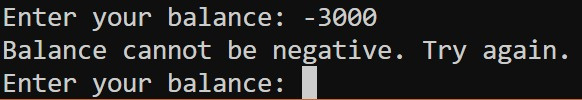 Enter your balance: -3000
Balance cannot be negative. Try again.
Enter your balance: